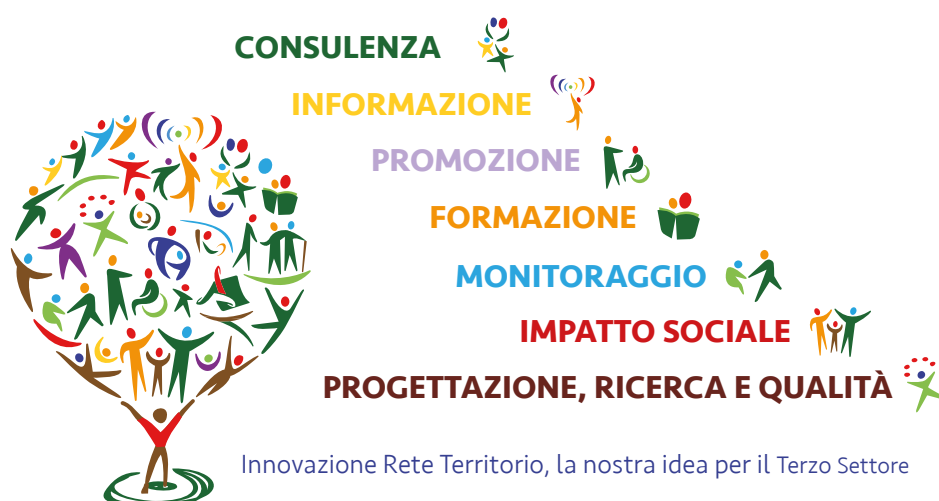 CONSULENZA
INFORMAZIONE
PROMOZIONE
FORMAZIONE
MONITORAGGIO
IMPATTO SOCIALE
PROGETTAZIONE, RICERCA E QUALITÀ
Innovazione Rete Territorio, la nostra idea per il Terzo Settore